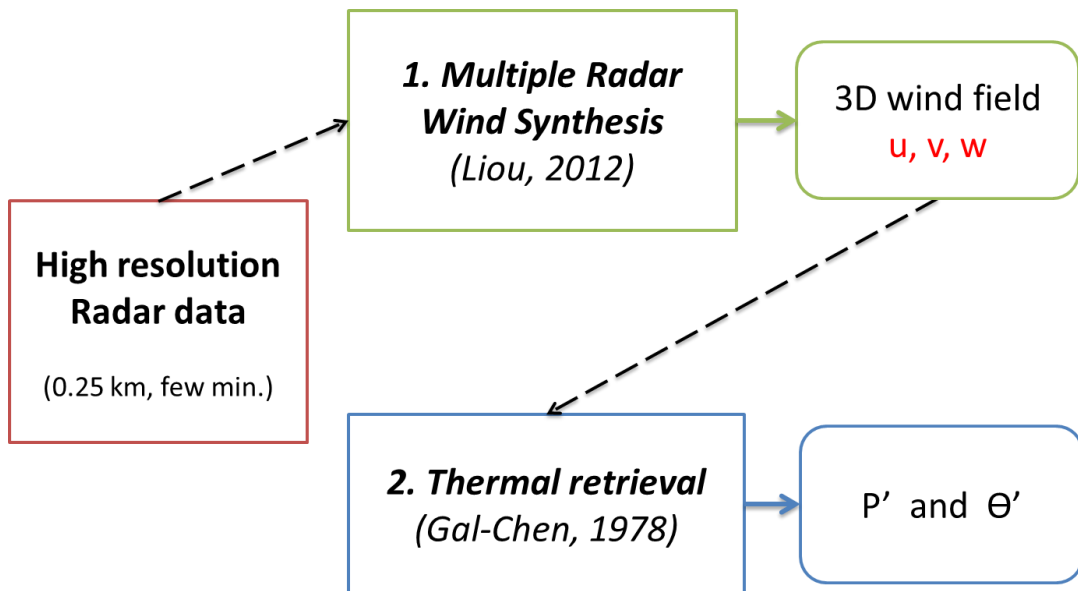 High resolution
Radar data
(0.25 km, few min.)
1. Multiple Radar
Wind Synthesis
(Liou, 2012)
3D wind field
u, v, w
2. Thermal retrieval
(Gal-Chen, 1978)
P’ and Ɵ’